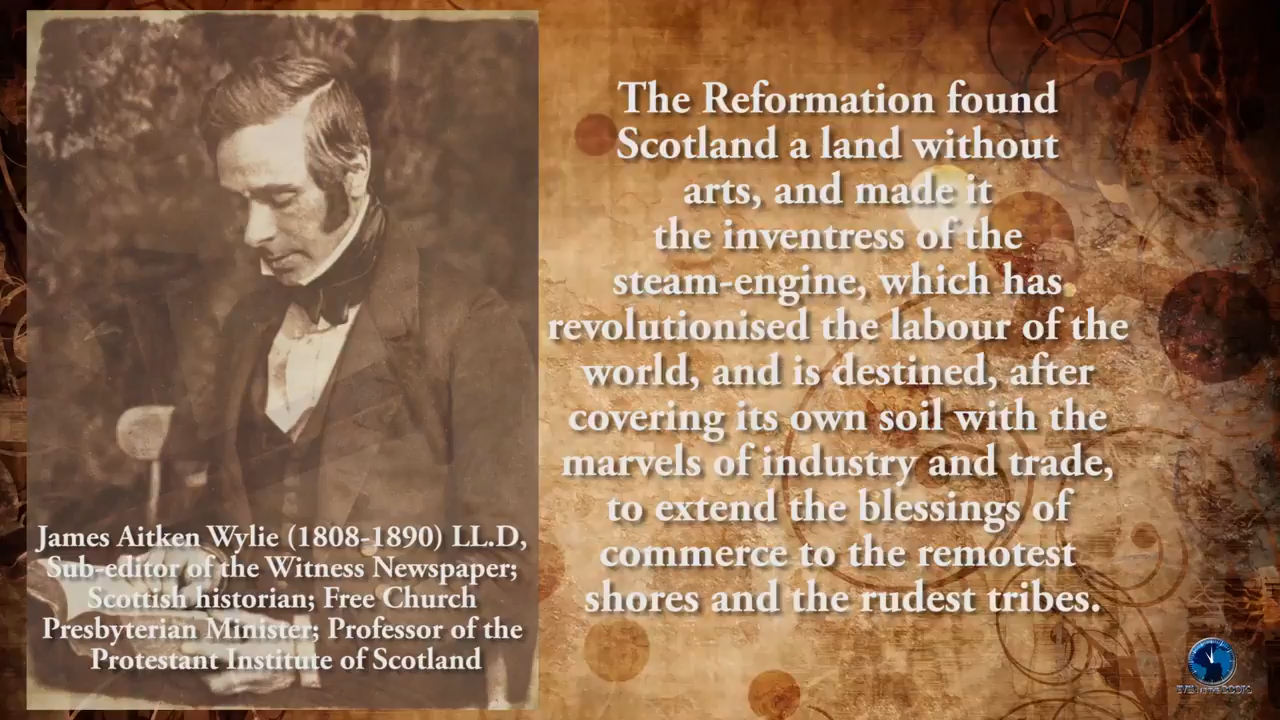 The Reformation found
Scotland a land without
arts, and made it
the inventress of the
steam-engine, which has
revolutionised the labour of the
world, and is destined, after
covering its own soil with the
marvels of industry and trade,
to extend the blessings of
commerce to the remotest
shores and the rudest tribes.
James Aitken Wylie (1808-1890) LL.D,
Sub-editor of the Witness Newspaper;
Scottish historian; Free Church
Presbyterian Minister; Professor of the
Protestant Institute of Scotland